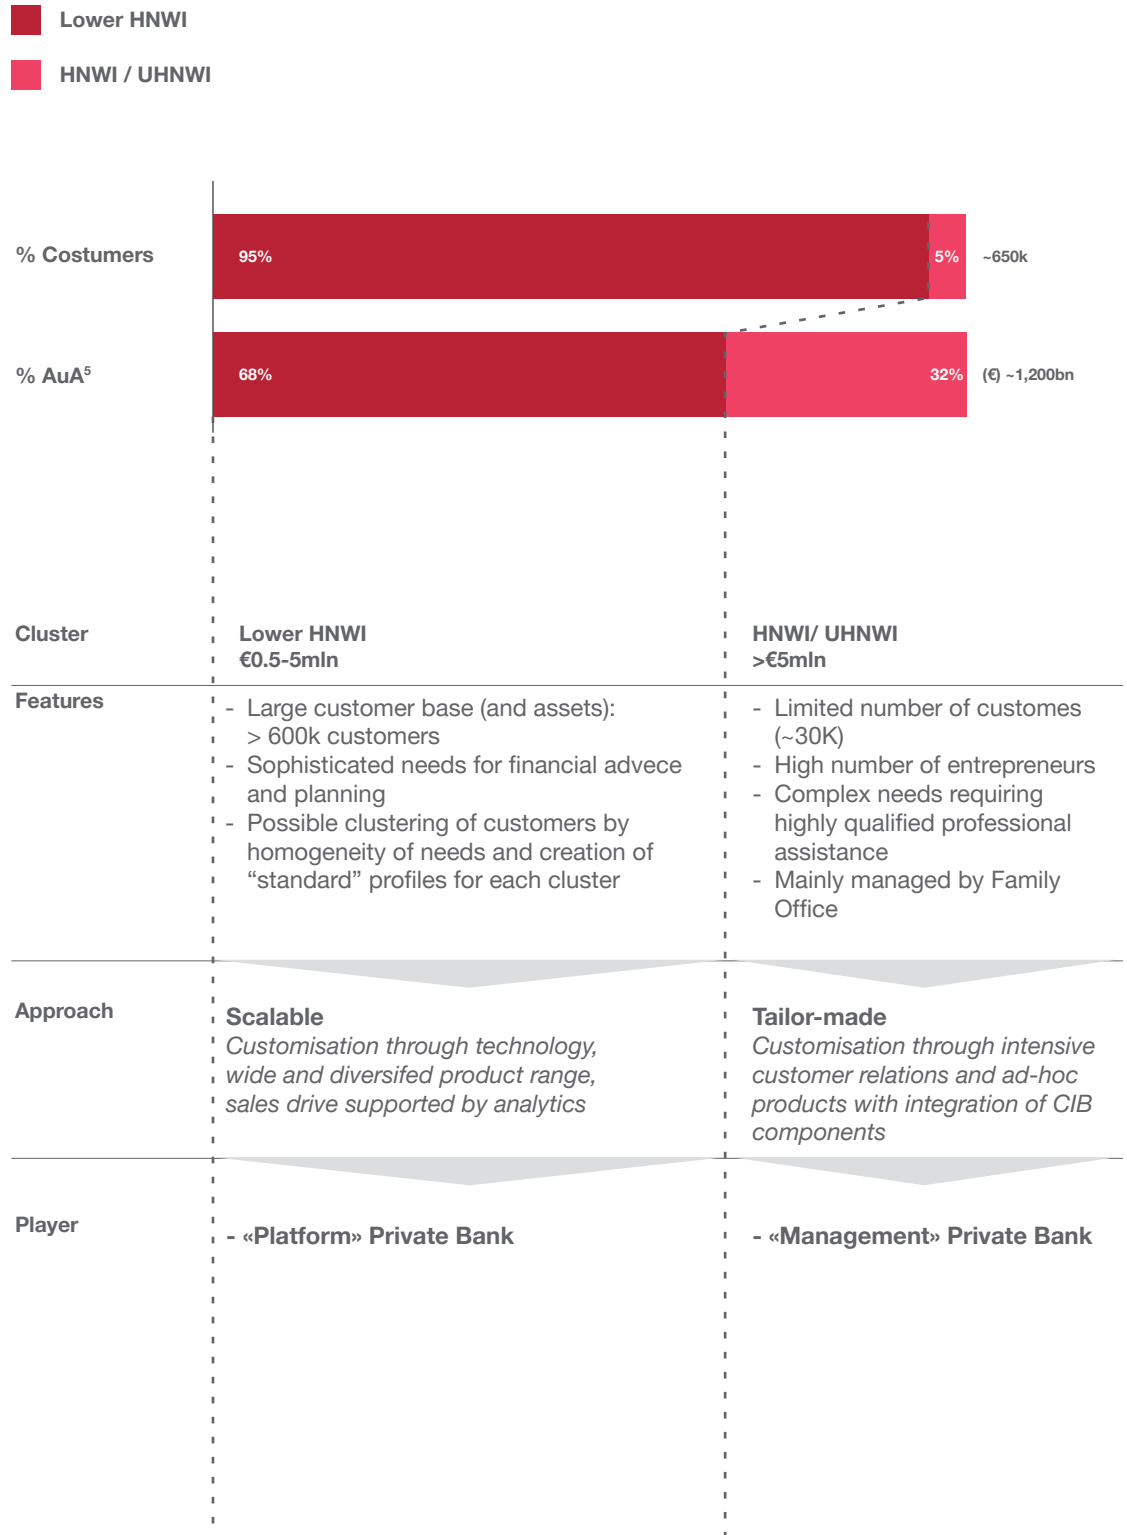 Lower HNWI
HNWI / UHNWI
% Costumers
95%
5%
~650k
% AuA5
68%
32%
(€) ~1,200bn
Cluster
Lower HNWI
€0.5-5mln
HNWI/ UHNWI
>€5mln
Features
- Large customer base (and assets):
> 600k customers
- Sophisticated needs for financial advece
and planning
- Possible clustering of customers by
homogeneity of needs and creation of
“standard” profiles for each cluster
- Limited number of customes
(~30K)
- High number of entrepreneurs
- Complex needs requiring
highly qualified professional
assistance
- Mainly managed by Family
Office
Approach
Scalable
Customisation through technology,
wide and diversifed product range,
sales drive supported by analytics
Tailor-made
Customisation through intensive
customer relations and ad-hoc
products with integration of CIB
components
Player
- «Platform» Private Bank
- «Management» Private Bank